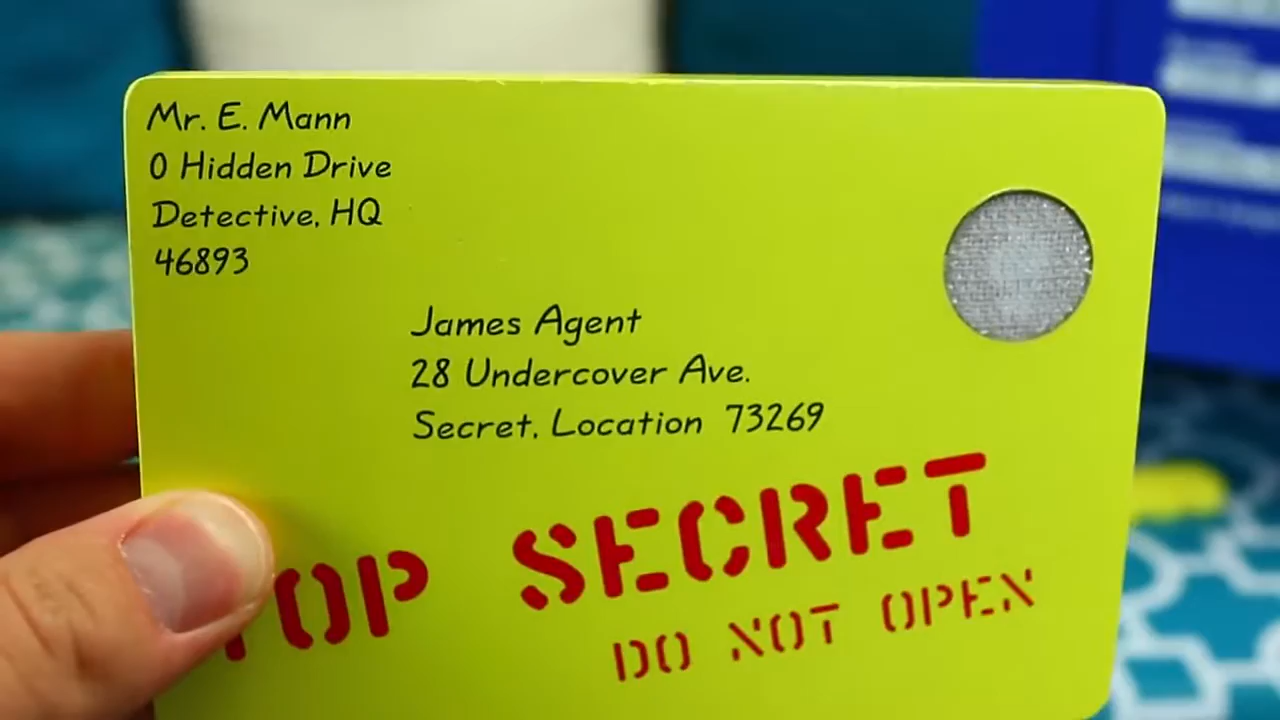 Mr. E. Mann
0 Hidden Drive
Detective, HQ
46893
James Agent
28 Undercover Ave.
Secret, Location 73269
TOP SECRET
DO NOT OPEN